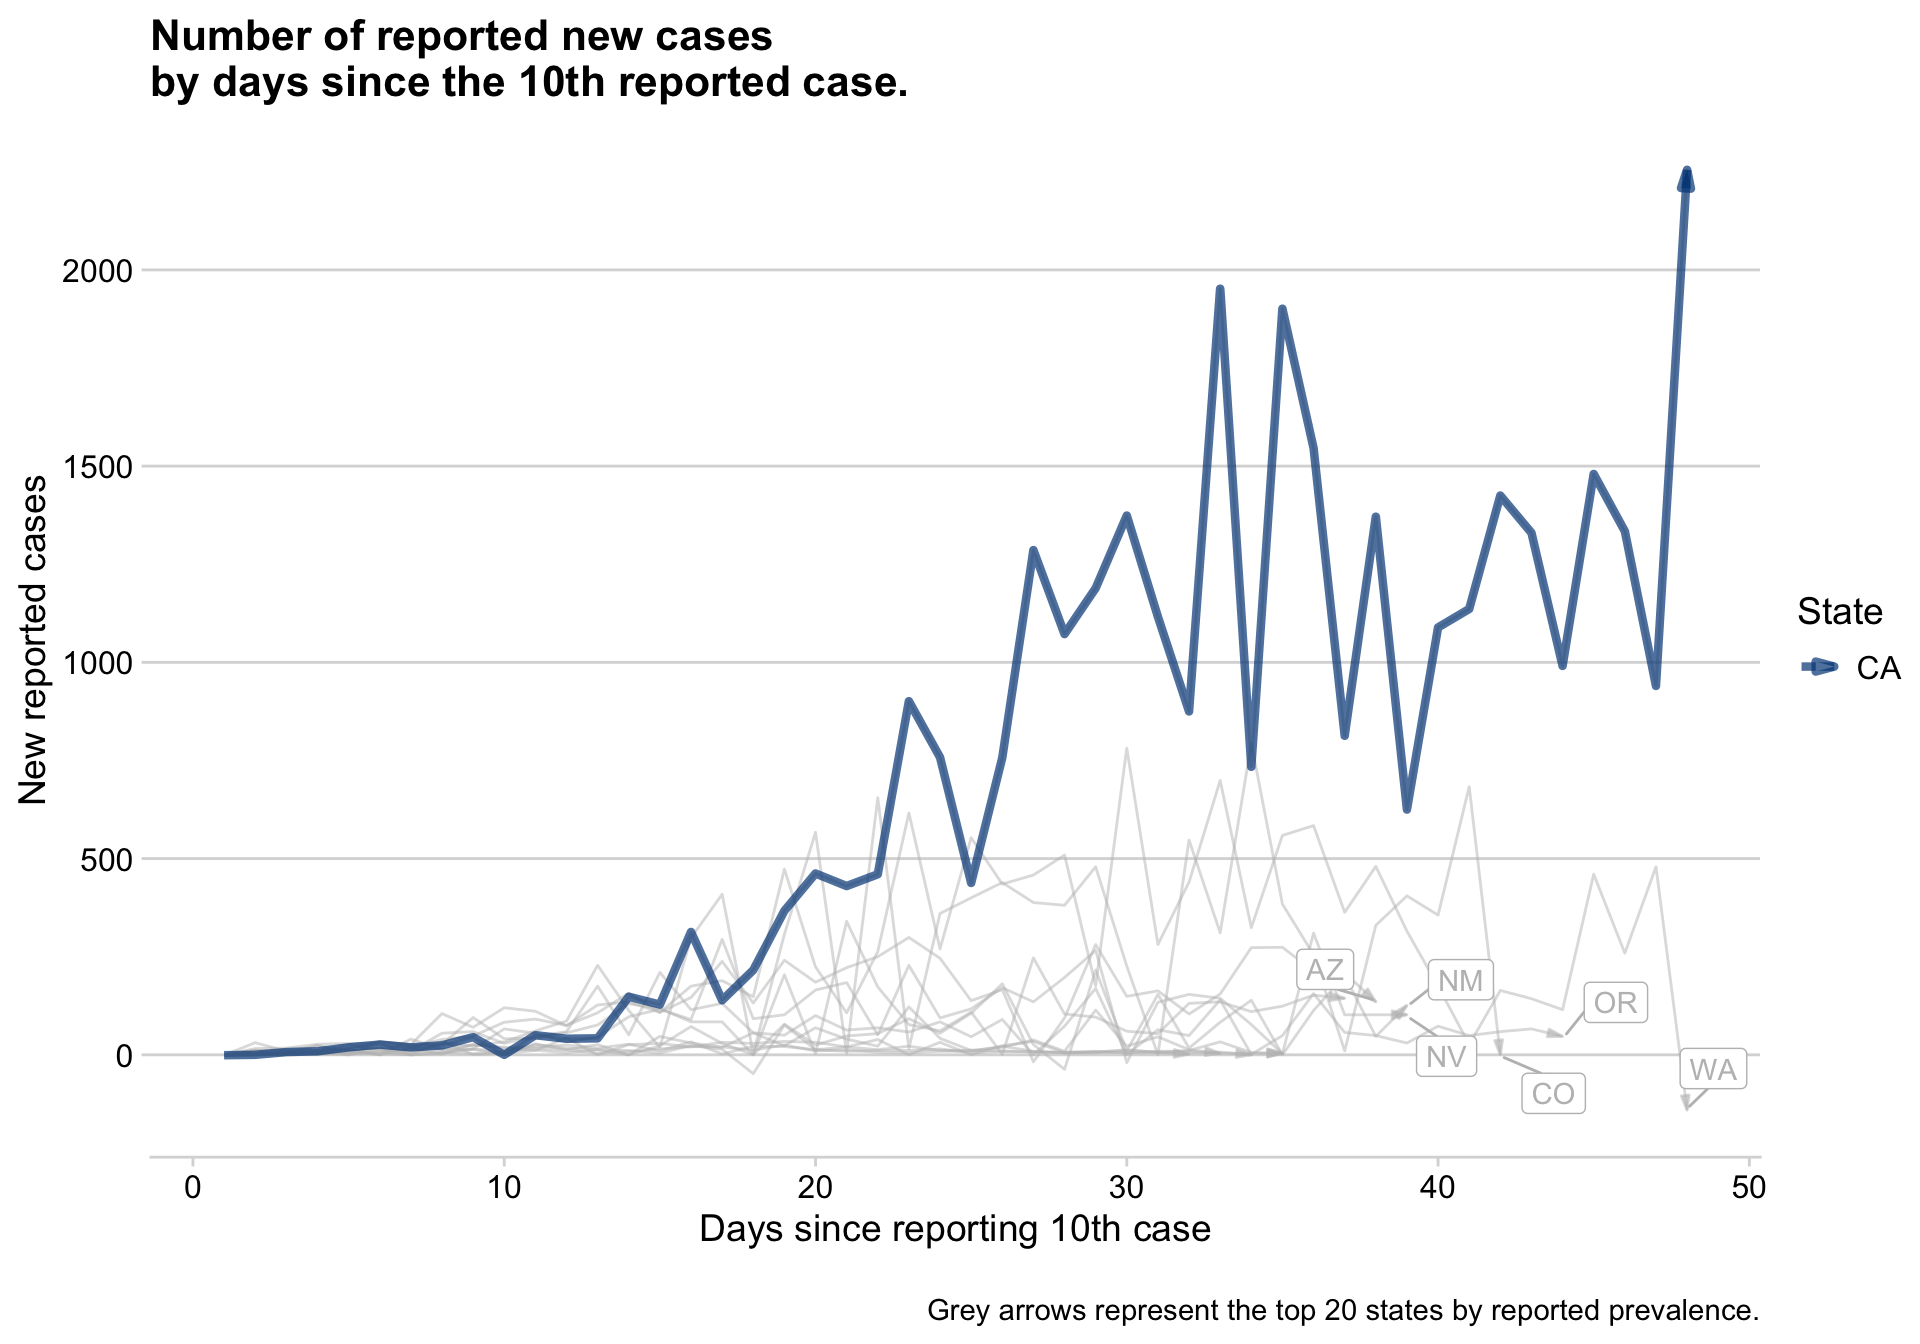 Number of reported new cases
by days since the 10th reported case.
New reported cases
2000
1500
1000
500
0
AZ
NM
OR
NV
CO
WA
State
CA
0 10 20 30 40 50
Days since reporting 10th case
Grey arrows represent the top 20 states by reported prevalence.